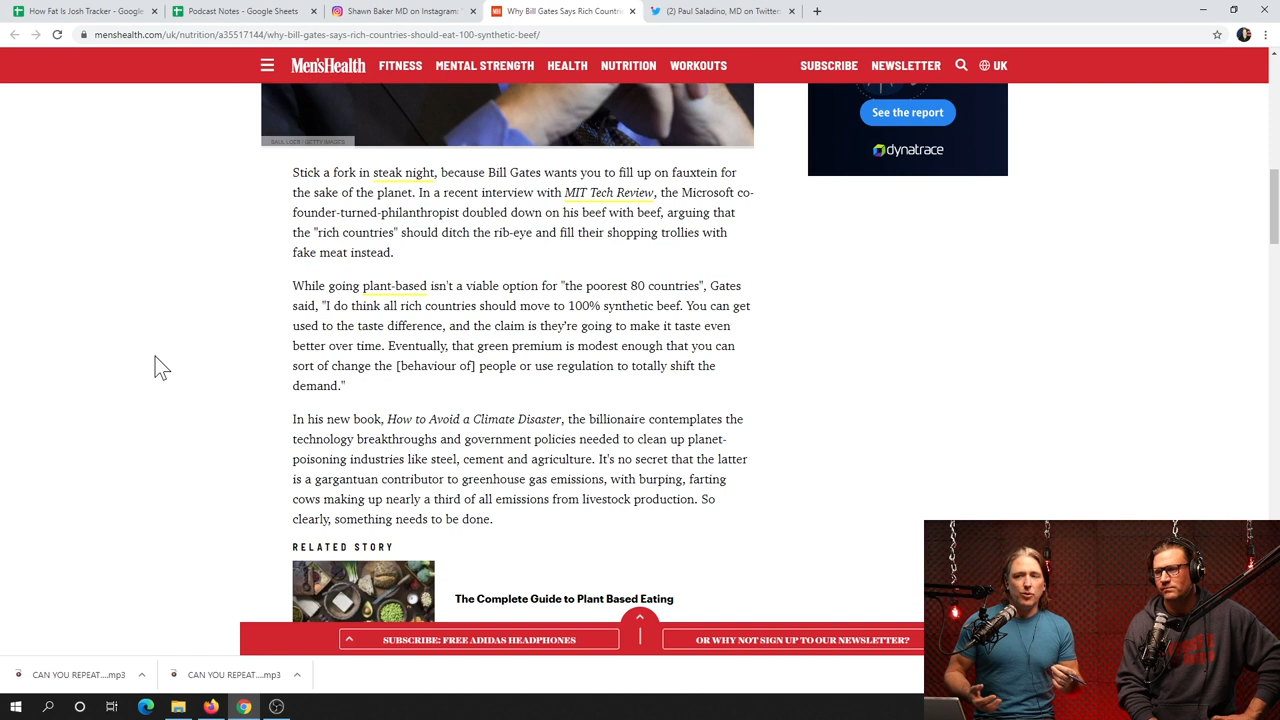 How Fat Is Josh Tracker - Google
Podcast Notes - Google Sheets
Shawn Baker MD on Instagram:
Why Bill Gates Says Rich Countri
(2) Paul Saladino, MD on Twitter
menshealth.com/uk/nutrition/a35517144/why-bill-gates-says-rich-countries-should-eat-100-synthetic-beef/
Men'sHealth FITNESS MENTAL STRENGTH HEALTH NUTRITION WORKOUTS SUBSCRIBE NEWSLETTER UK
See the report
SAUL LOEB / GETTY IMAGES
dynatrace
Stick a fork in steak night, because Bill Gates wants you to fill up on fauxtein for
the sake of the planet. In a recent interview with MIT Tech Review, the Microsoft co-
founder-turned-philanthropist doubled down on his beef with beef, arguing that
the "rich countries" should ditch the rib-eye and fill their shopping trollies with
fake meat instead.
While going plant-based isn't a viable option for "the poorest 80 countries", Gates
said, "I do think all rich countries should move to 100% synthetic beef. You can get
used to the taste difference, and the claim is they're going to make it taste even
better over time. Eventually, that green premium is modest enough that you can
sort of change the [behaviour of] people or use regulation to totally shift the
demand."
In his new book, How to Avoid a Climate Disaster, the billionaire contemplates the
technology breakthroughs and government policies needed to clean up planet-
poisoning industries like steel, cement and agriculture. It's no secret that the latter
is a gargantuan contributor to greenhouse gas emissions, with burping, farting
cows making up nearly a third of all emissions from livestock production. So
clearly, something needs to be done.
RELATED STORY
The Complete Guide to Plant Based Eating
SUBSCRIBE: FREE ADIDAS HEADPHONES
OR WHY NOT SIGN UP TO OUR NEWSLETTER?
CAN YOU REPEAT....mp3
CAN YOU REPEAT....mp3